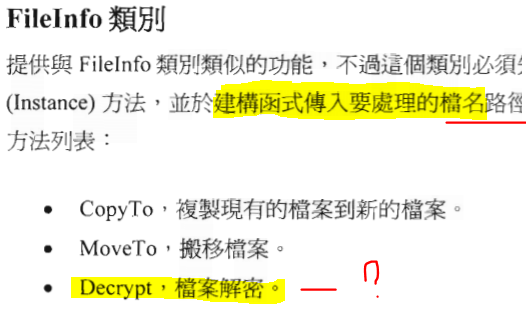 FileInfo 類別
提供與 FileInfo 類別類似的功能，不過這個類別必須
(Instance) 方法，並於建構函式傳入要處理的檔名路徑
方法列表：
• CopyTo，複製現有的檔案到新的檔案。
• MoveTo，搬移檔案。
• Decrypt，檔案解密。 — ?